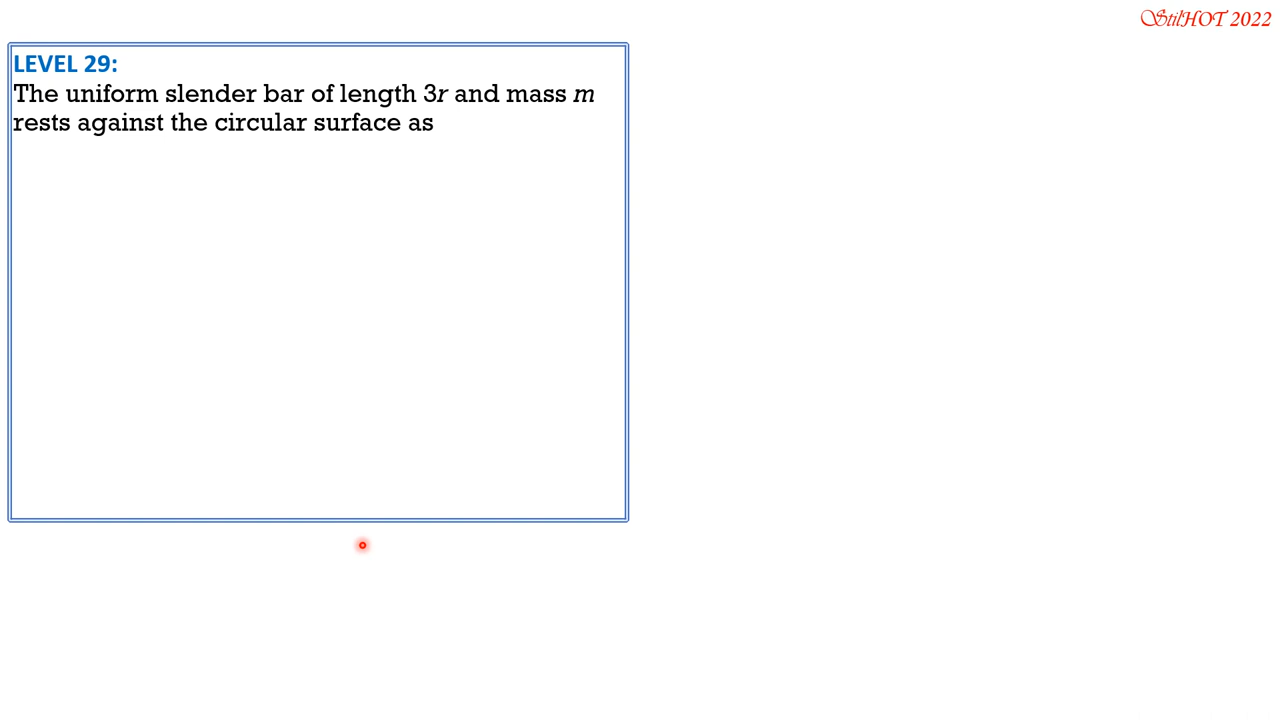 StilHOT 2022
LEVEL 29:
The uniform slender bar of length 3r and mass m
rests against the circular surface as